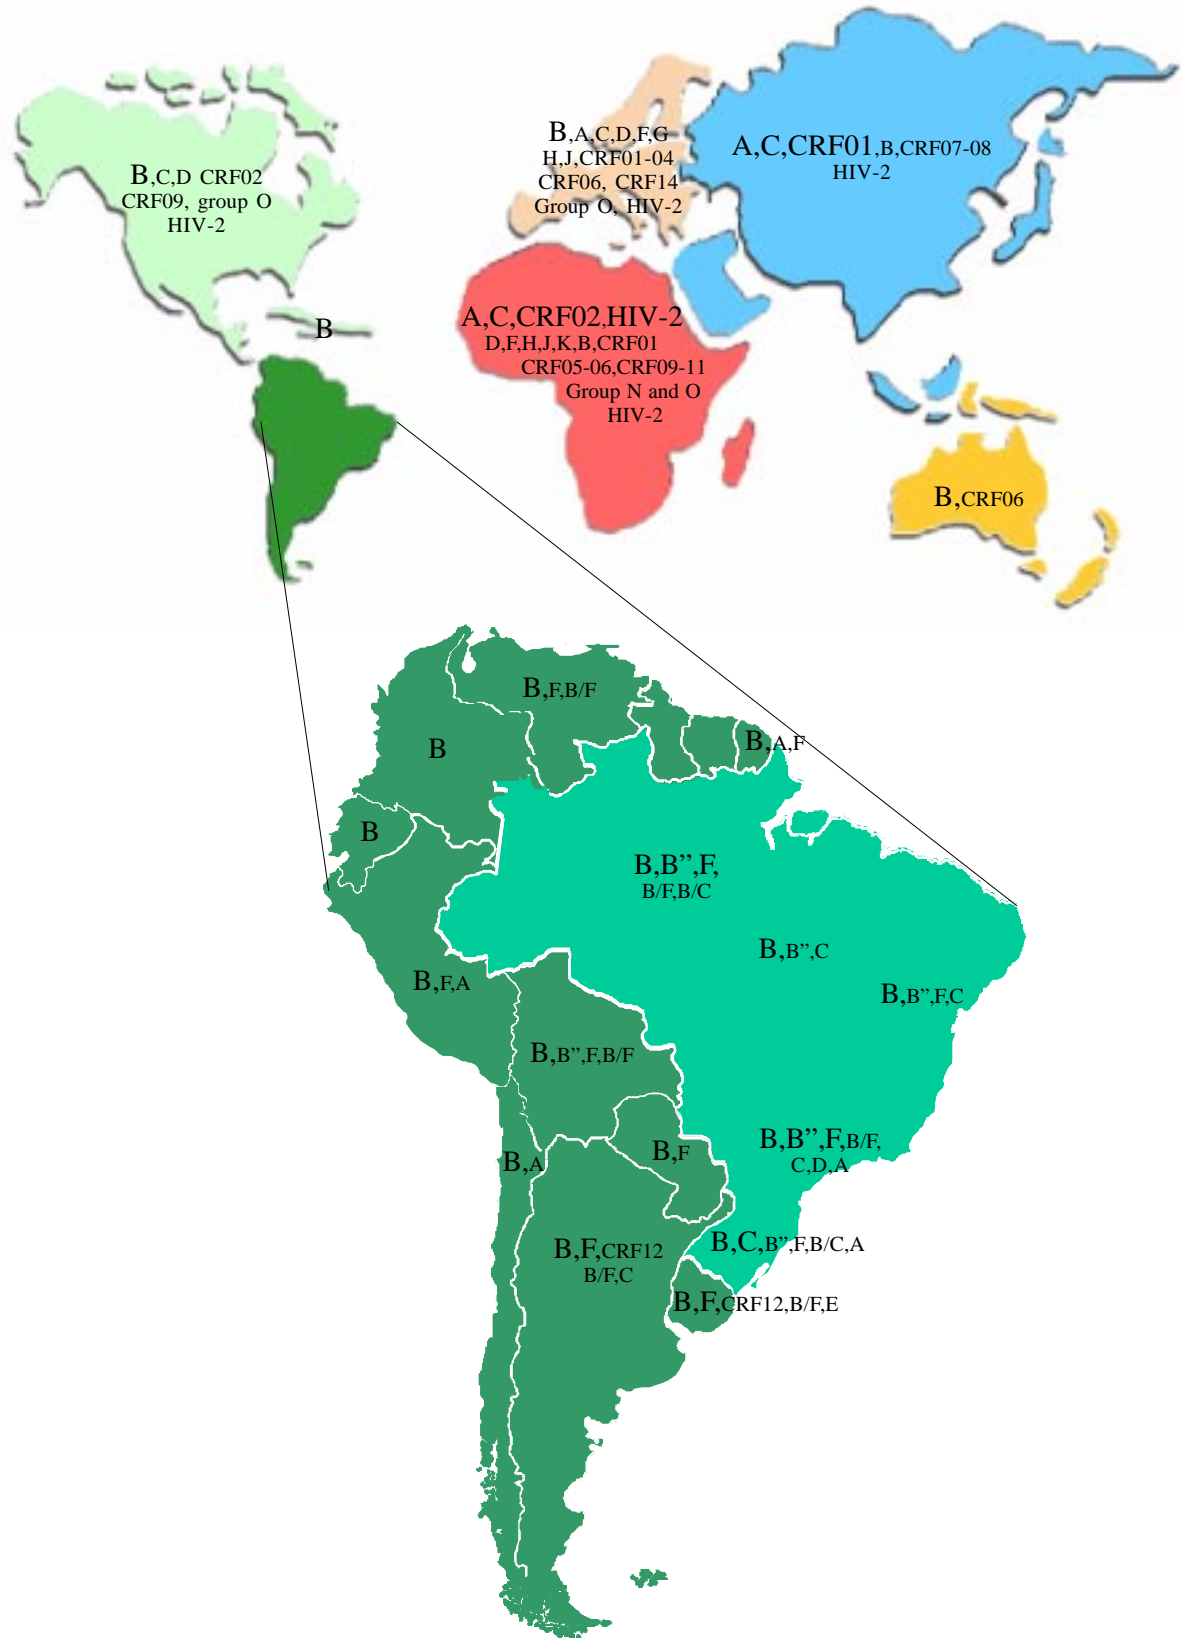 B,A,C,D,F,G
H,J,CRF01-04
CRF06, CRF14
Group O, HIV-2
A,C,CRF01,B,CRF07-08
HIV-2
B,C,D CRF02
CRF09, group O
HIV-2
B
A,C,CRF02,HIV-2
D,F,H,J,K,B,CRF01
CRF05-06,CRF09-11
Group N and O
HIV-2
B,CRF06
B,F,B/F
B
B,A,F
B
B,B”,F,
B/F,B/C
B,B”,C
B,F,A
B,B”,F,C
B,B”,F,B/F
B,B”,F,B/F,
C,D,A
B,F
B,A
B,C,B”,F,B/C,A
B,F,CRF12
B/F,C
B,F,CRF12,B/F,E